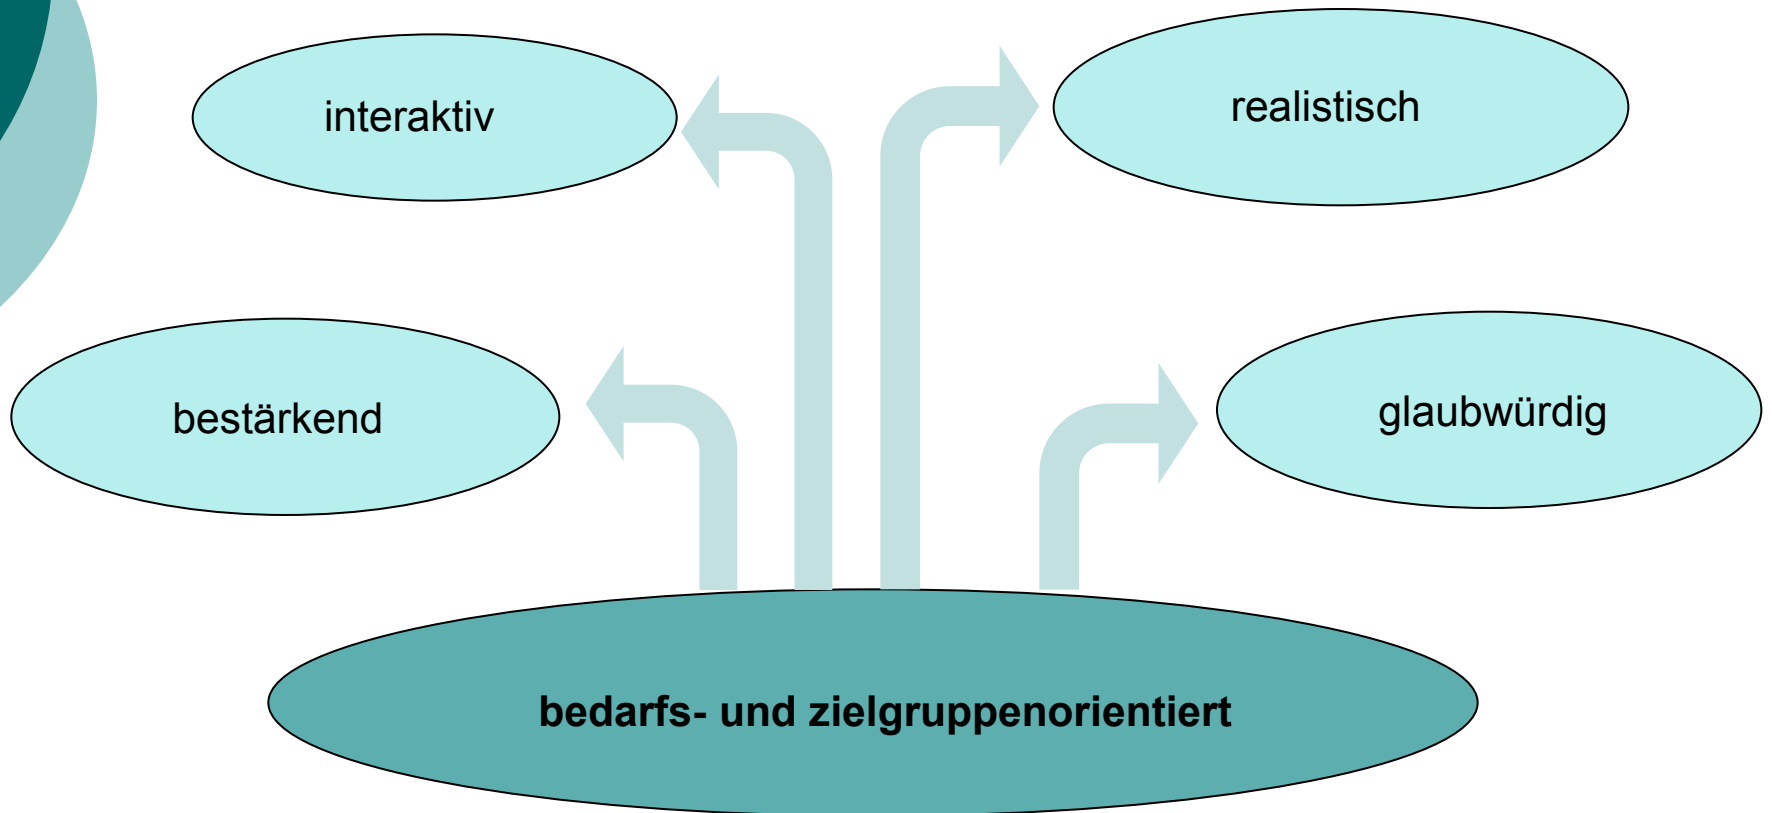 interaktiv
realistisch
bestärkend
glaubwürdig
bedarfs- und zielgruppenorientiert